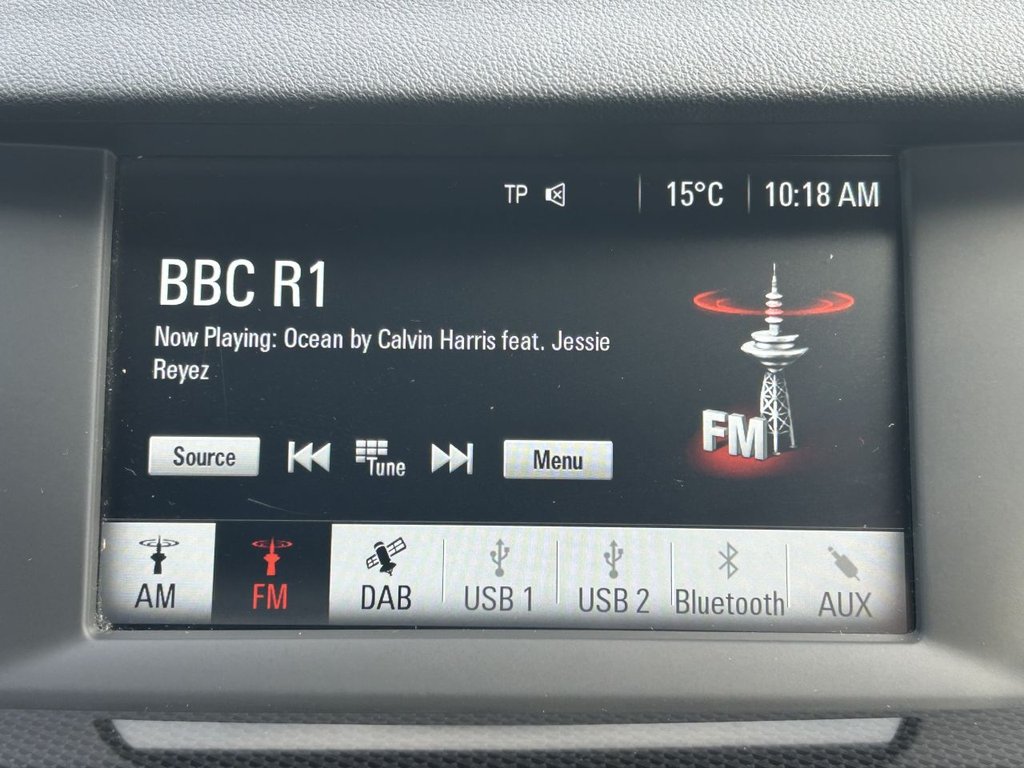 TP 15°C 10:18 AM
BBC R1
Now Playing: Ocean by Calvin Harris feat. Jessie
Reyez
FM
Source Tune Menu
AM FM DAB USB 1 USB 2 Bluetooth AUX